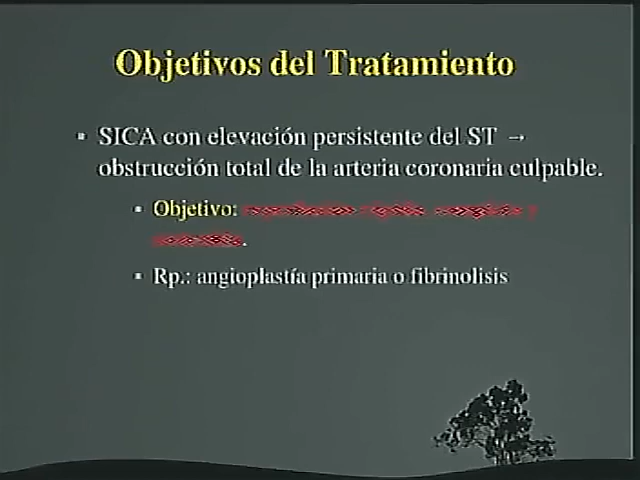 Objetivos del Tratamiento
▪ SICA con elevación persistente del ST →
obstrucción total de la arteria coronaria culpable.
▪ Objetivo:
▪ Rp.: angioplastía primaria o fibrinolisis